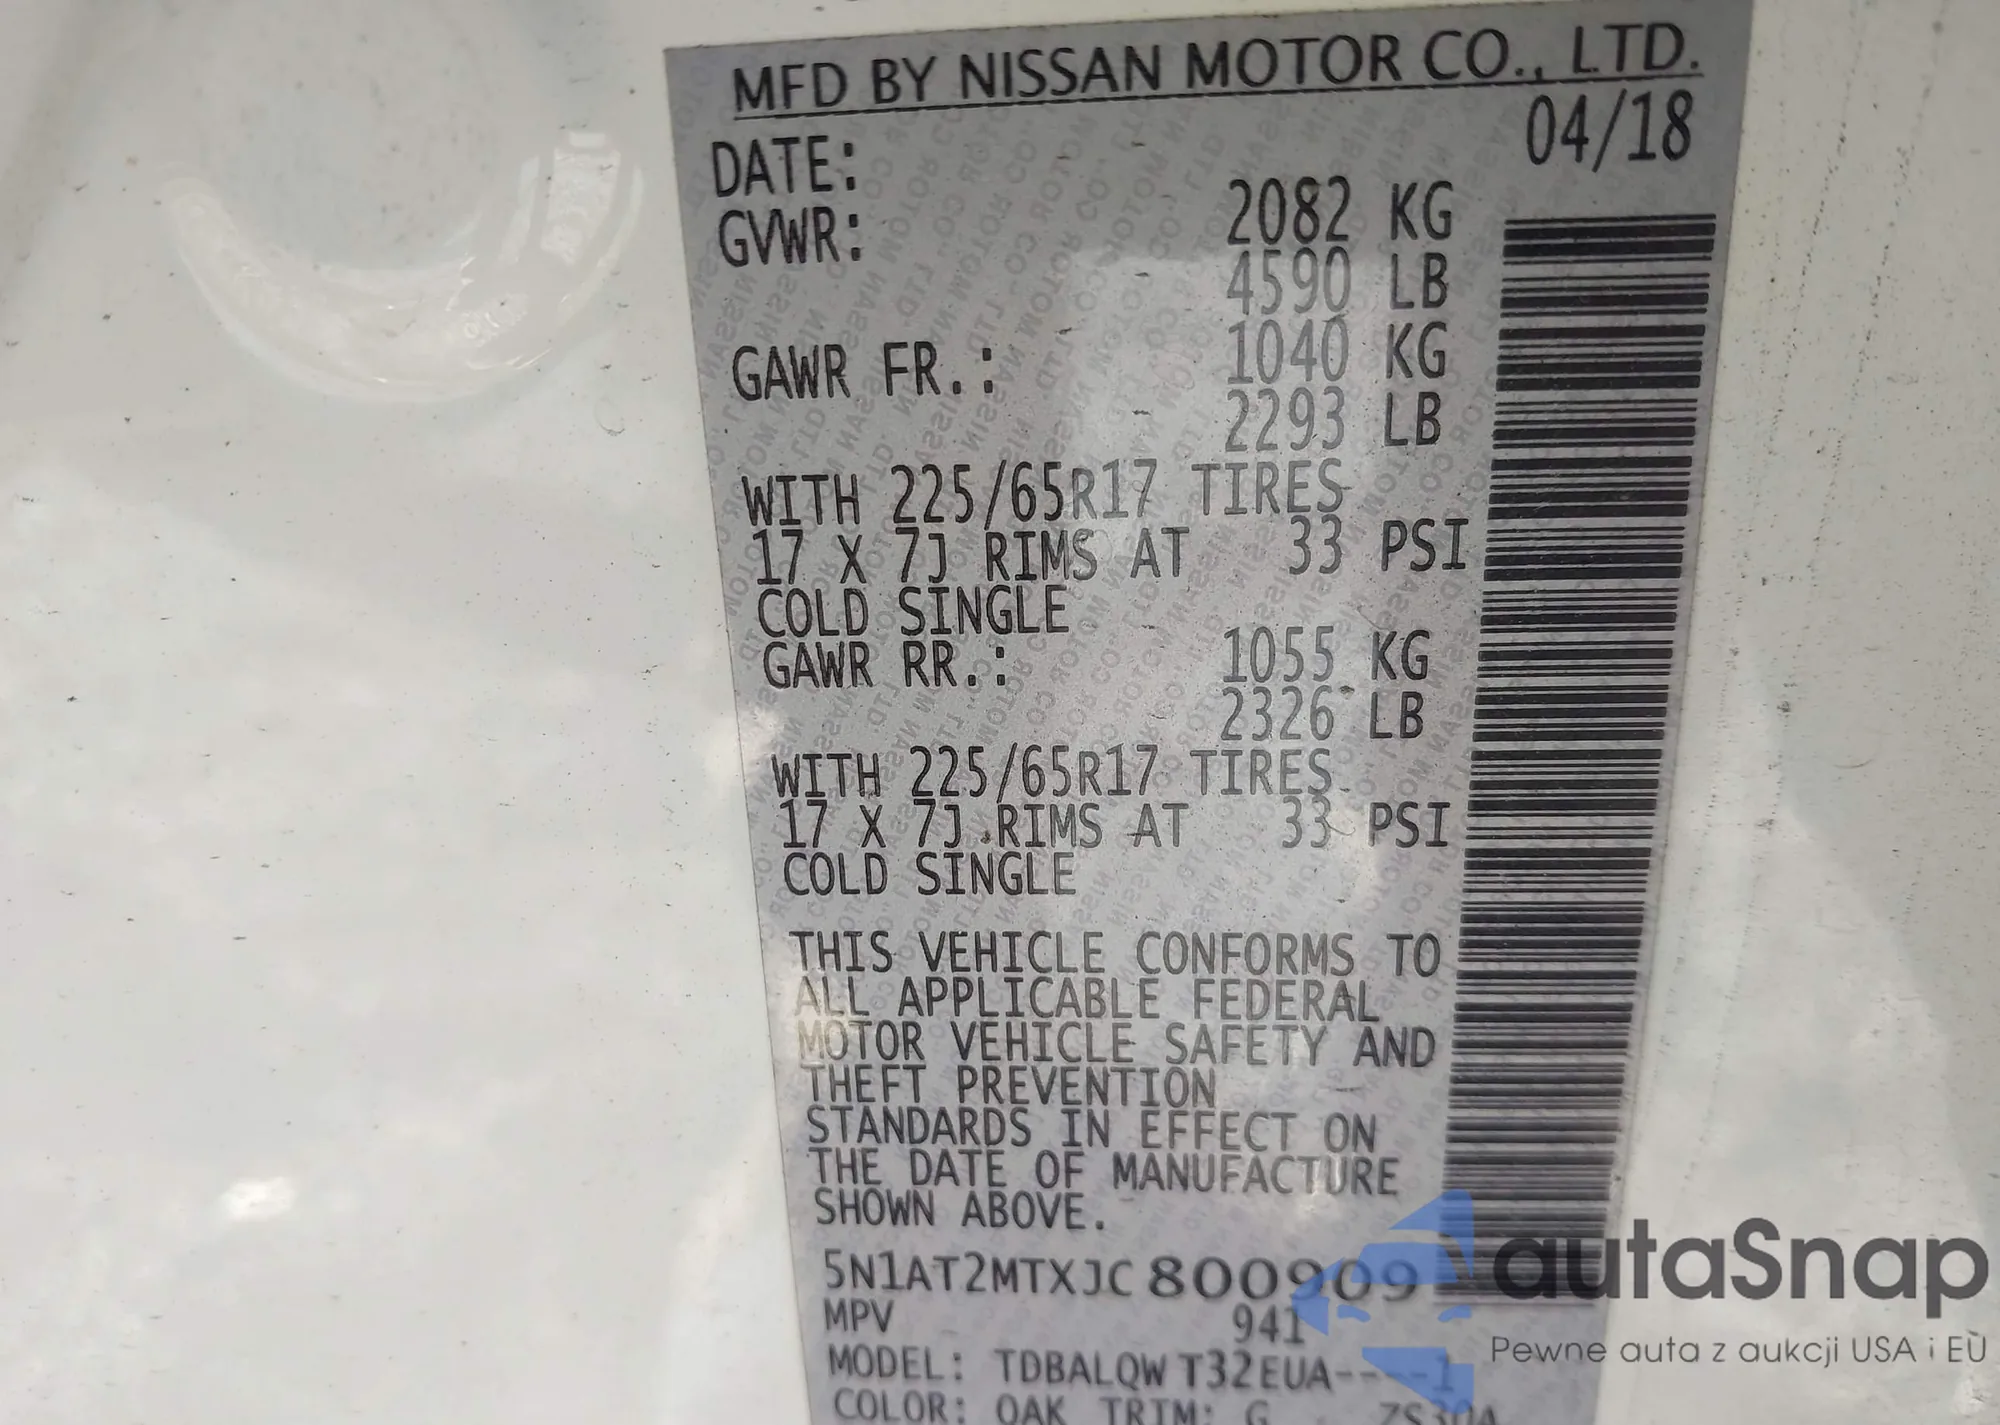 MFD BY NISSAN MOTOR CO., LTD.
DATE: 04/18
GVWR: 2082 KG
4590 LB
GAWR FR.: 1040 KG
2293 LB
WITH 225/65R17 TIRES
17 X 7J RIMS AT 33 PSI
COLD SINGLE
GAWR RR.: 1055 KG
2326 LB
WITH 225/65R17 TIRES
17 X 7J RIMS AT 33 PSI
COLD SINGLE
THIS VEHICLE CONFORMS TO
ALL APPLICABLE FEDERAL
MOTOR VEHICLE SAFETY AND
THEFT PREVENTION
STANDARDS IN EFFECT ON
THE DATE OF MANUFACTURE
SHOWN ABOVE.
5N1AT2MTXJC800909
MPV 941
MODEL: TDBALQW T32EUA----1
COLOR: QAK TRIM: G
autaSnap
Pewne auta z aukcji USA i EU